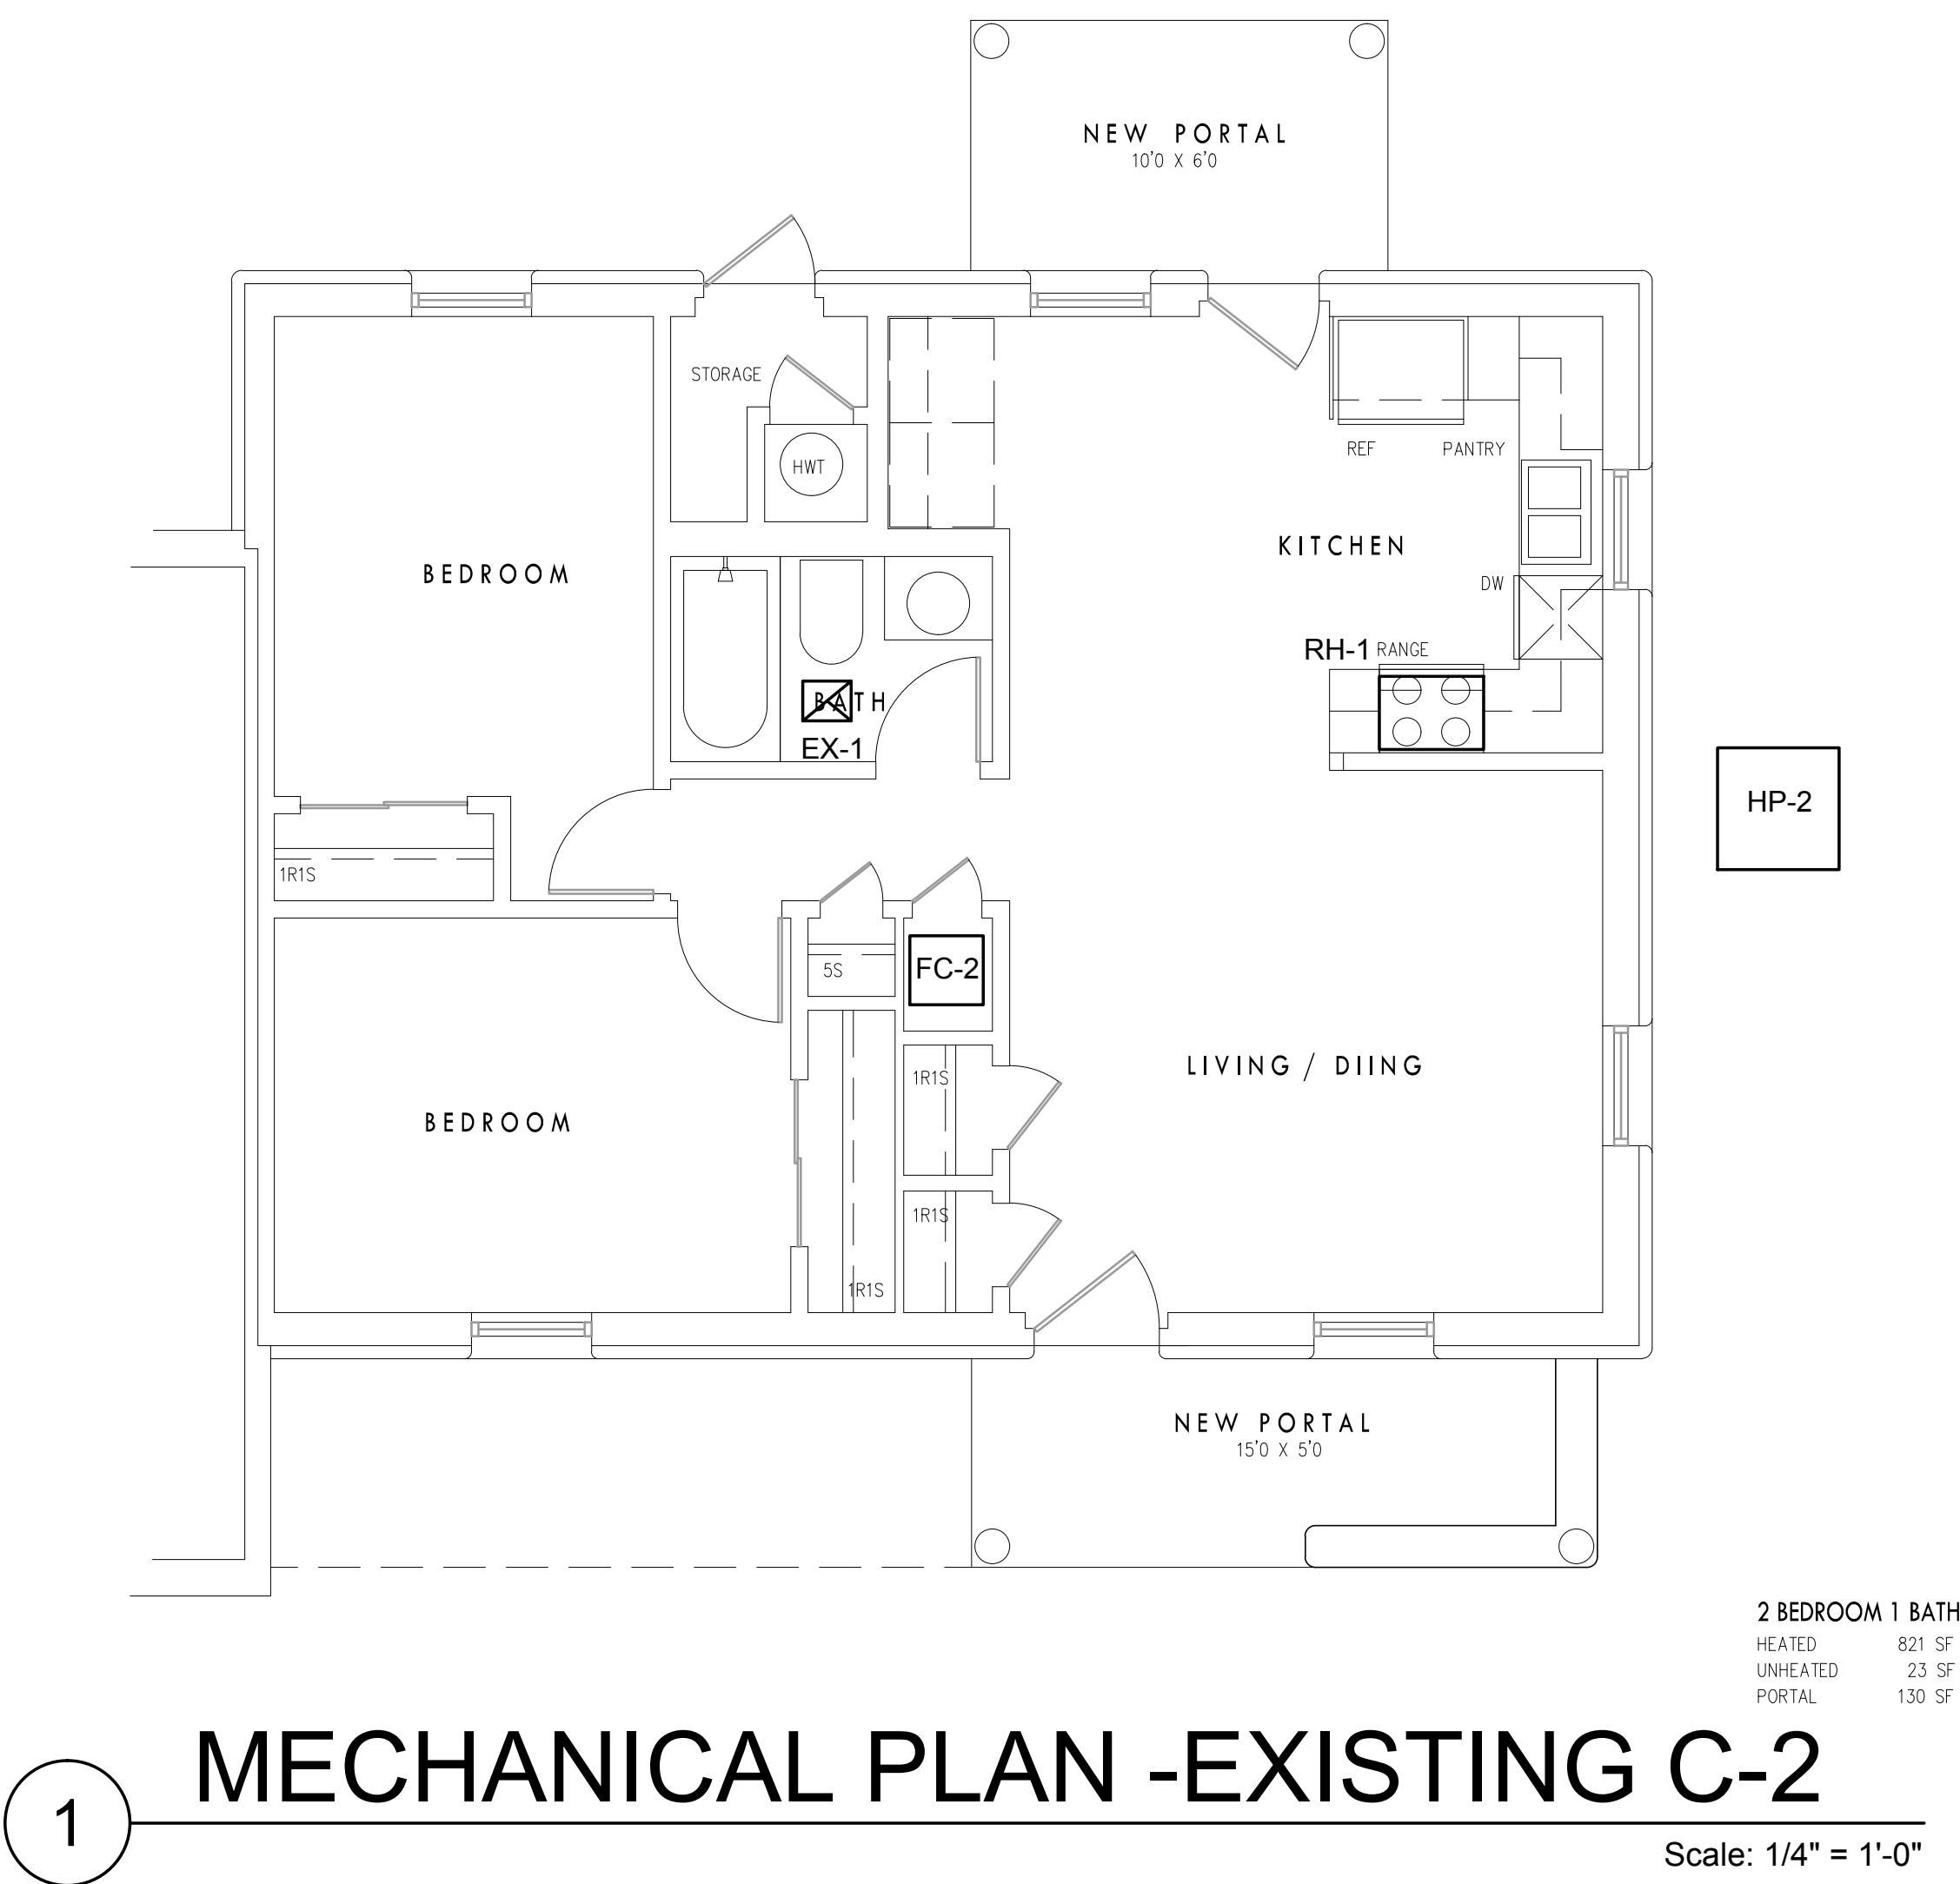 NEW PORTAL
10'0 X 6'0
STORAGE
HWT
REF
PANTRY
KITCHEN
BEDROOM
DW
RH-1 RANGE
BATH
EX-1
HP-2
1R1S
5S
FC-2
LIVING / DIING
1R1S
BEDROOM
1R1S
1R1S
NEW PORTAL
15'0 X 5'0
2 BEDROOM 1 BATH
HEATED 821 SF
UNHEATED 23 SF
PORTAL 130 SF
1
MECHANICAL PLAN -EXISTING C-2
Scale: 1/4" = 1'-0"